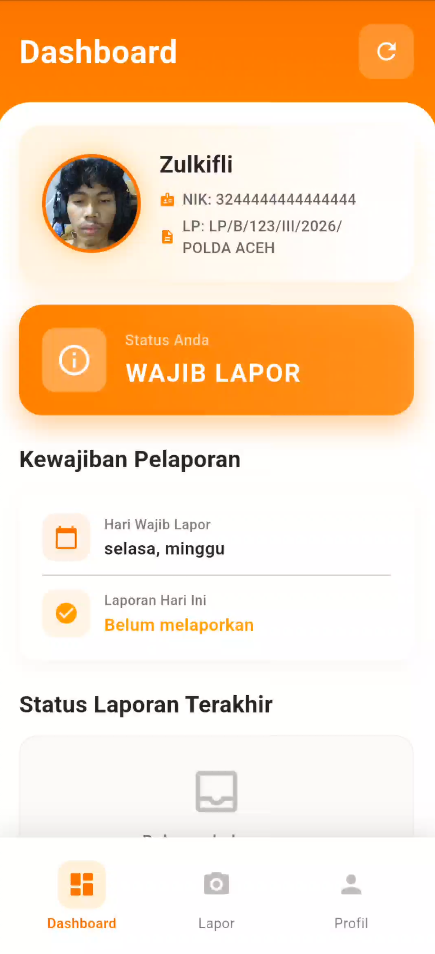 Dashboard
Zulkifli
NIK: 3244444444444444
LP: LP/B/123/III/2026/
POLDA ACEH
Status Anda
WAJIB LAPOR
Kewajiban Pelaporan
Hari Wajib Lapor
selasa, minggu
Laporan Hari Ini
Belum melaporkan
Status Laporan Terakhir
Dashboard
Lapor
Profil